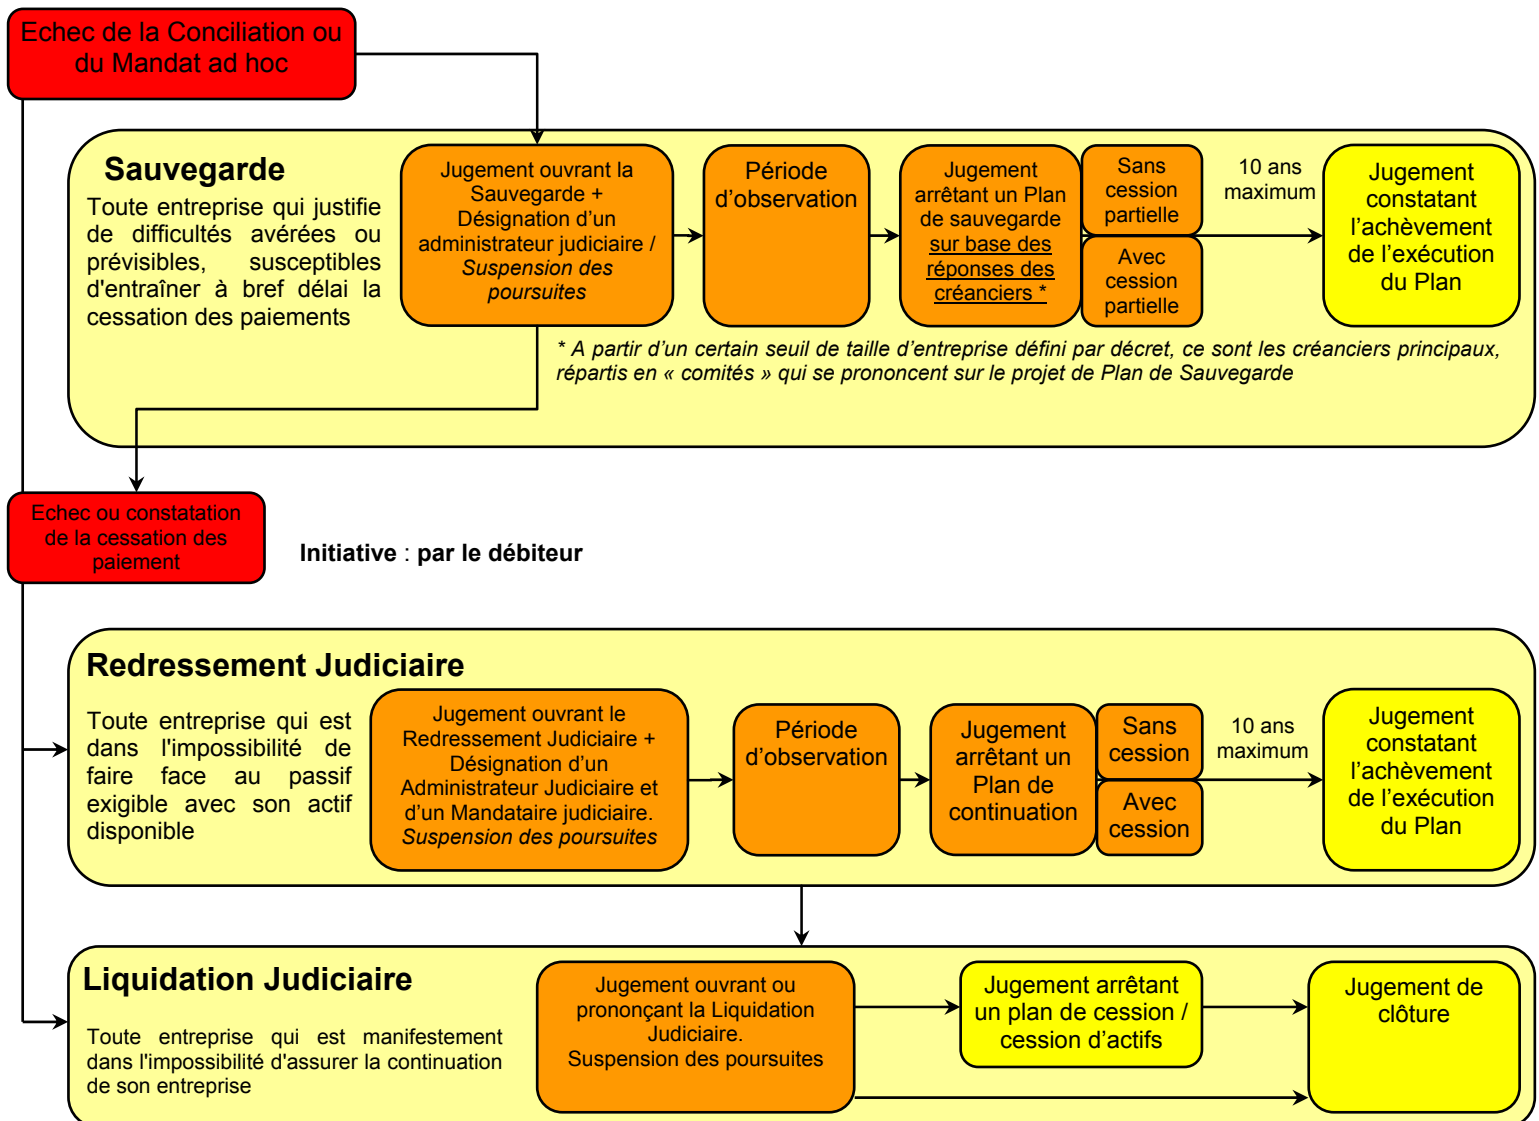 Echec de la Conciliation ou
du Mandat ad hoc
Sauvegarde
Toute entreprise qui justifie
de difficultés avérées ou
prévisibles, susceptibles
d'entraîner à bref délai la
cessation des paiements
Jugement ouvrant la
Sauvegarde +
Désignation d’un
administrateur judiciaire /
Suspension des
poursuites
Période
d’observation
Jugement
arrêtant un Plan
de sauvegarde
sur base des
réponses des
créanciers *
Sans
cession
partielle
Avec
cession
partielle
10 ans
maximum
Jugement
constatant
l’achèvement
de l’exécution
du Plan
* A partir d’un certain seuil de taille d’entreprise défini par décret, ce sont les créanciers principaux,
répartis en « comités » qui se prononcent sur le projet de Plan de Sauvegarde
Echec ou constatation
de la cessation des
paiement
Initiative : par le débiteur
Redressement Judiciaire
Toute entreprise qui est
dans l'impossibilité de
faire face au passif
exigible avec son actif
disponible
Jugement ouvrant le
Redressement Judiciaire +
Désignation d’un
Administrateur Judiciaire et
d’un Mandataire judiciaire.
Suspension des poursuites
Période
d’observation
Jugement
arrêtant un
Plan de
continuation
Sans
cession
Avec
cession
10 ans
maximum
Jugement
constatant
l’achèvement
de l’exécution
du Plan
Liquidation Judiciaire
Toute entreprise qui est manifestement
dans l'impossibilité d'assurer la continuation
de son entreprise
Jugement ouvrant ou
prononçant la Liquidation
Judiciaire.
Suspension des poursuites
Jugement arrêtant
un plan de cession /
cession d’actifs
Jugement de
clôture